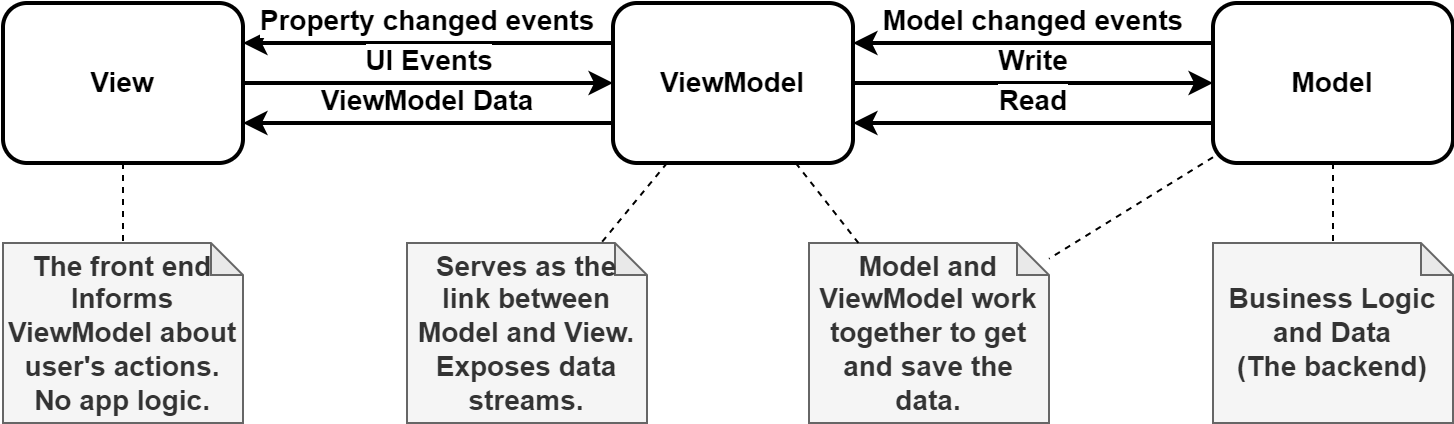 Property changed events
Model changed events
View
UI Events
ViewModel
Write
Model
ViewModel Data
Read
The front end
Informs
ViewModel about
user's actions.
No app logic.
Serves as the
link between
Model and View.
Exposes data
streams.
Model and
ViewModel work
together to get
and save the
data.
Business Logic
and Data
(The backend)